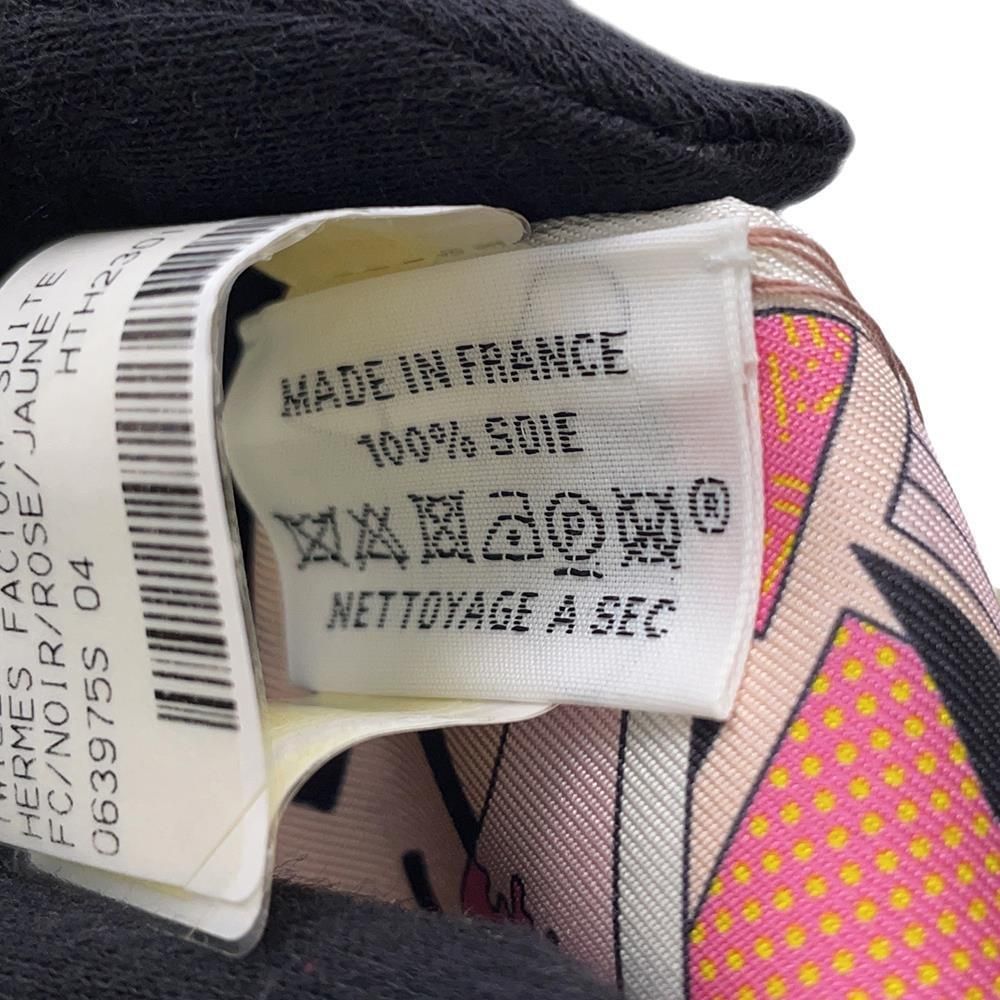 SUITE
HERMES FACTORY
FC/NOIR/ROSE/JAUNE
063975S 04
HTH2301
MADE IN FRANCE
100% SOIE
®
NETTOYAGE A SEC